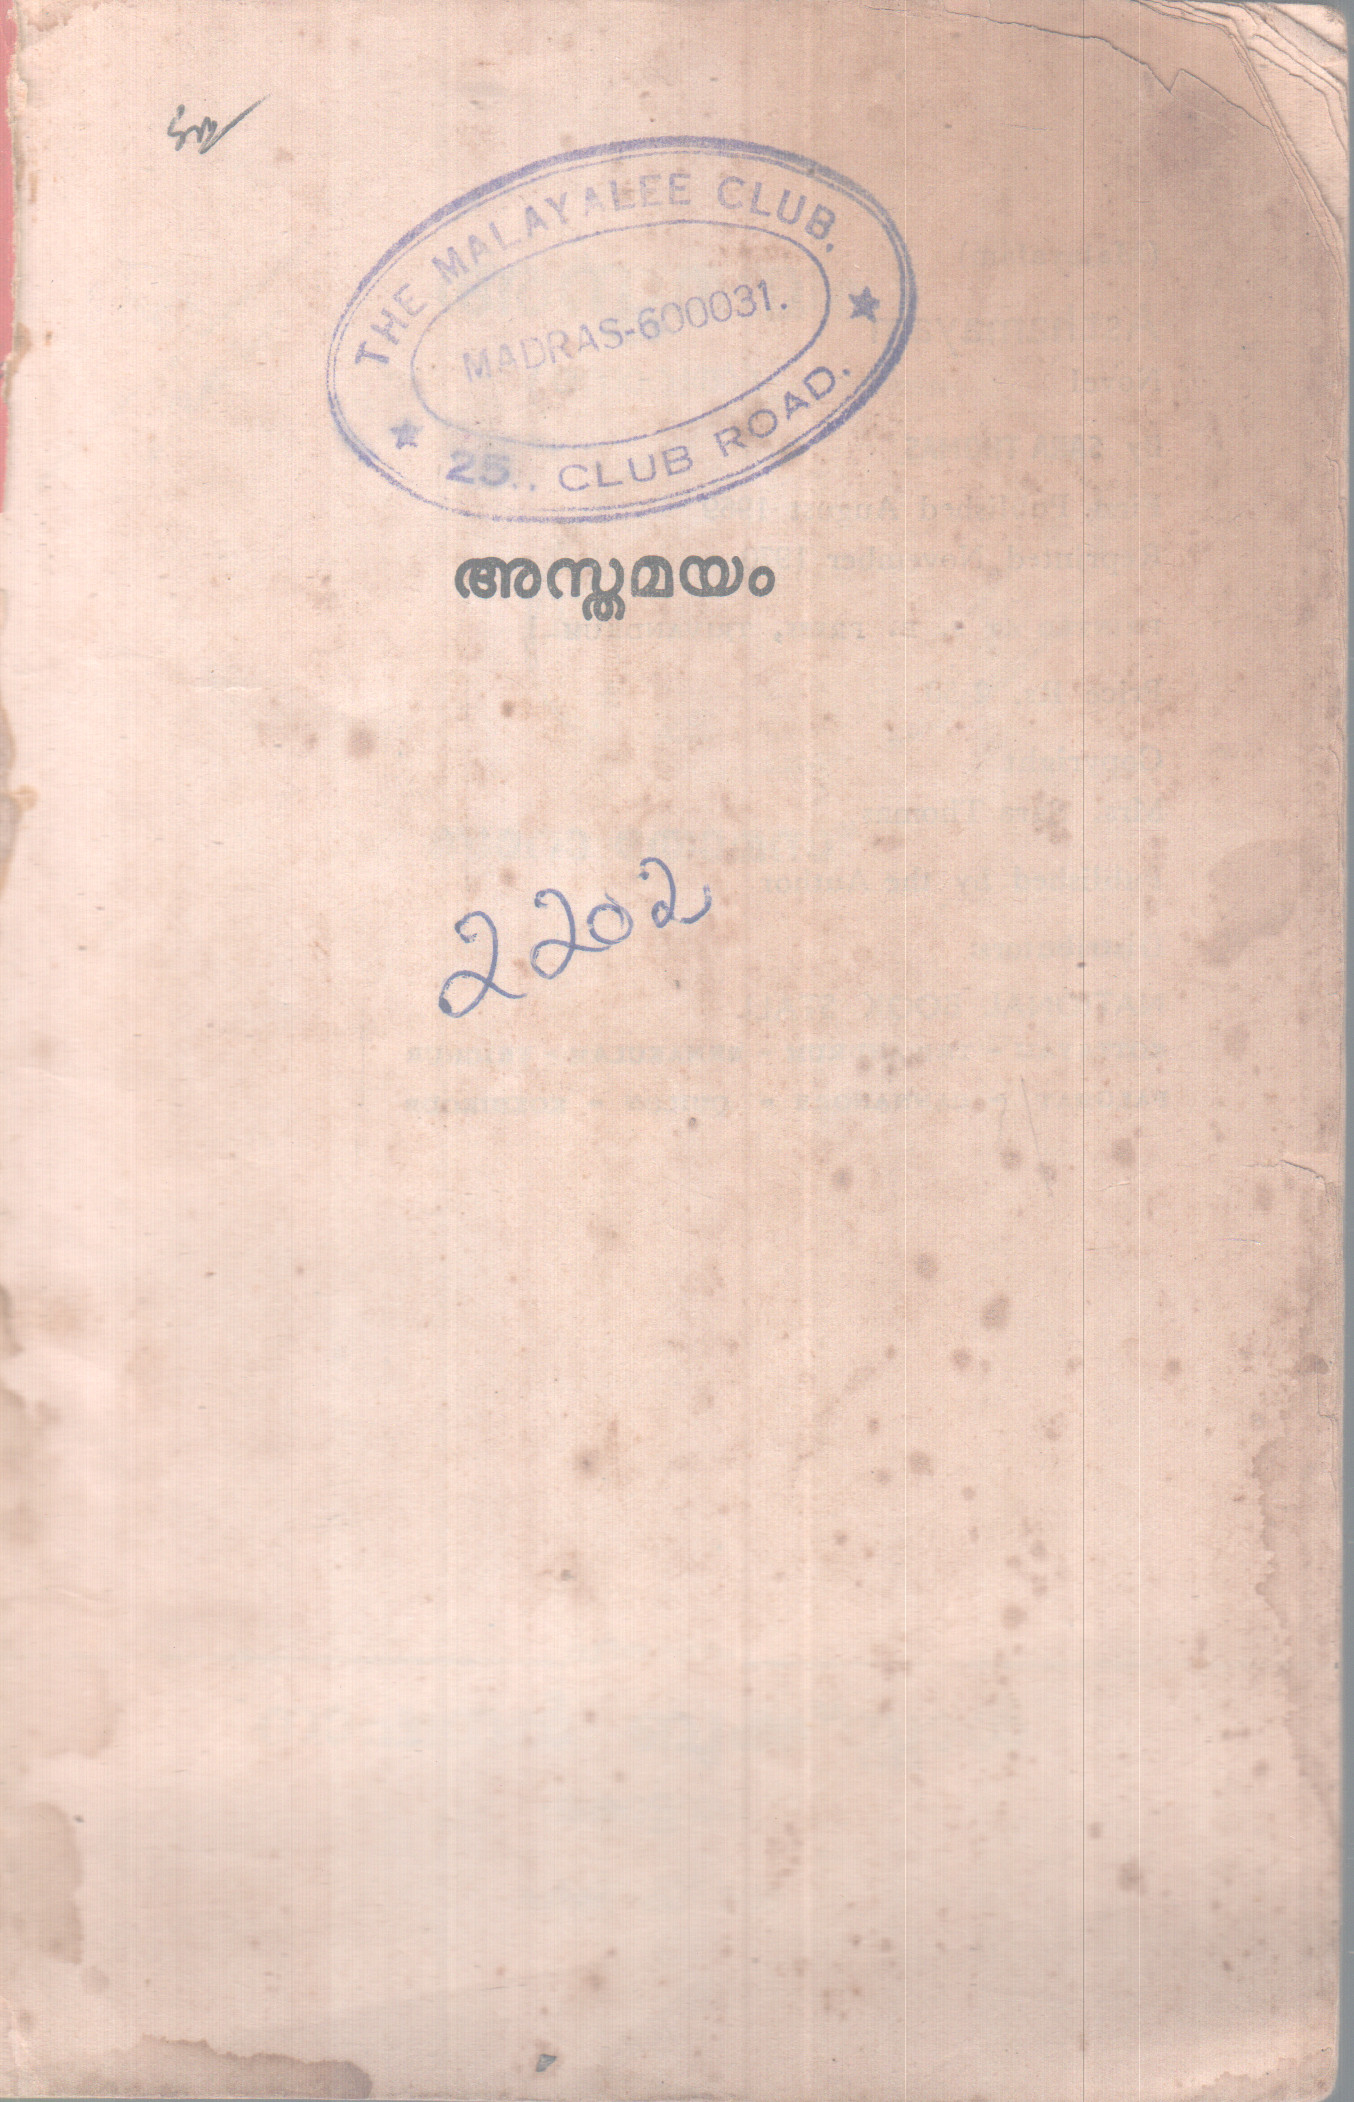 THE MALAYALEE CLUB.
MADRAS-600031.
25.. CLUB ROAD.
അസ്തമയം
2202